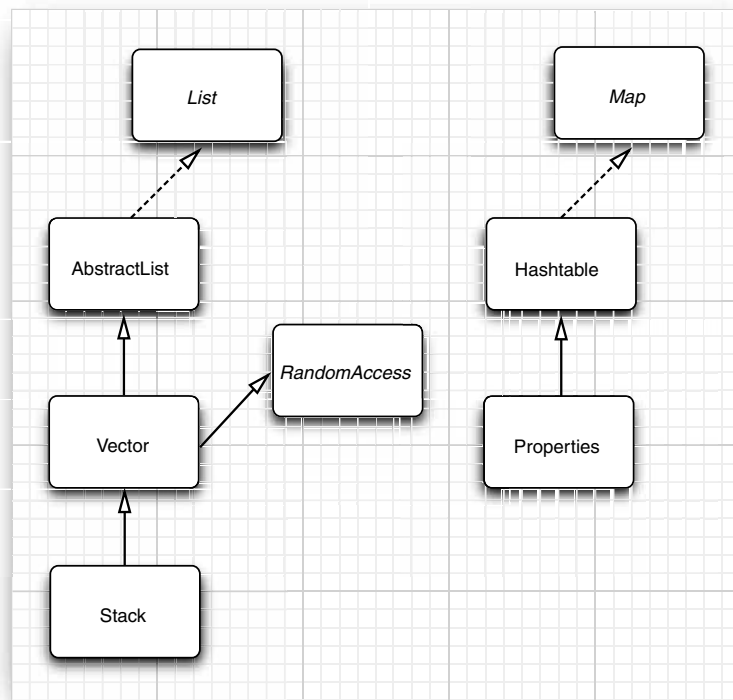 List
Map
AbstractList
Hashtable
RandomAccess
Vector
Properties
Stack